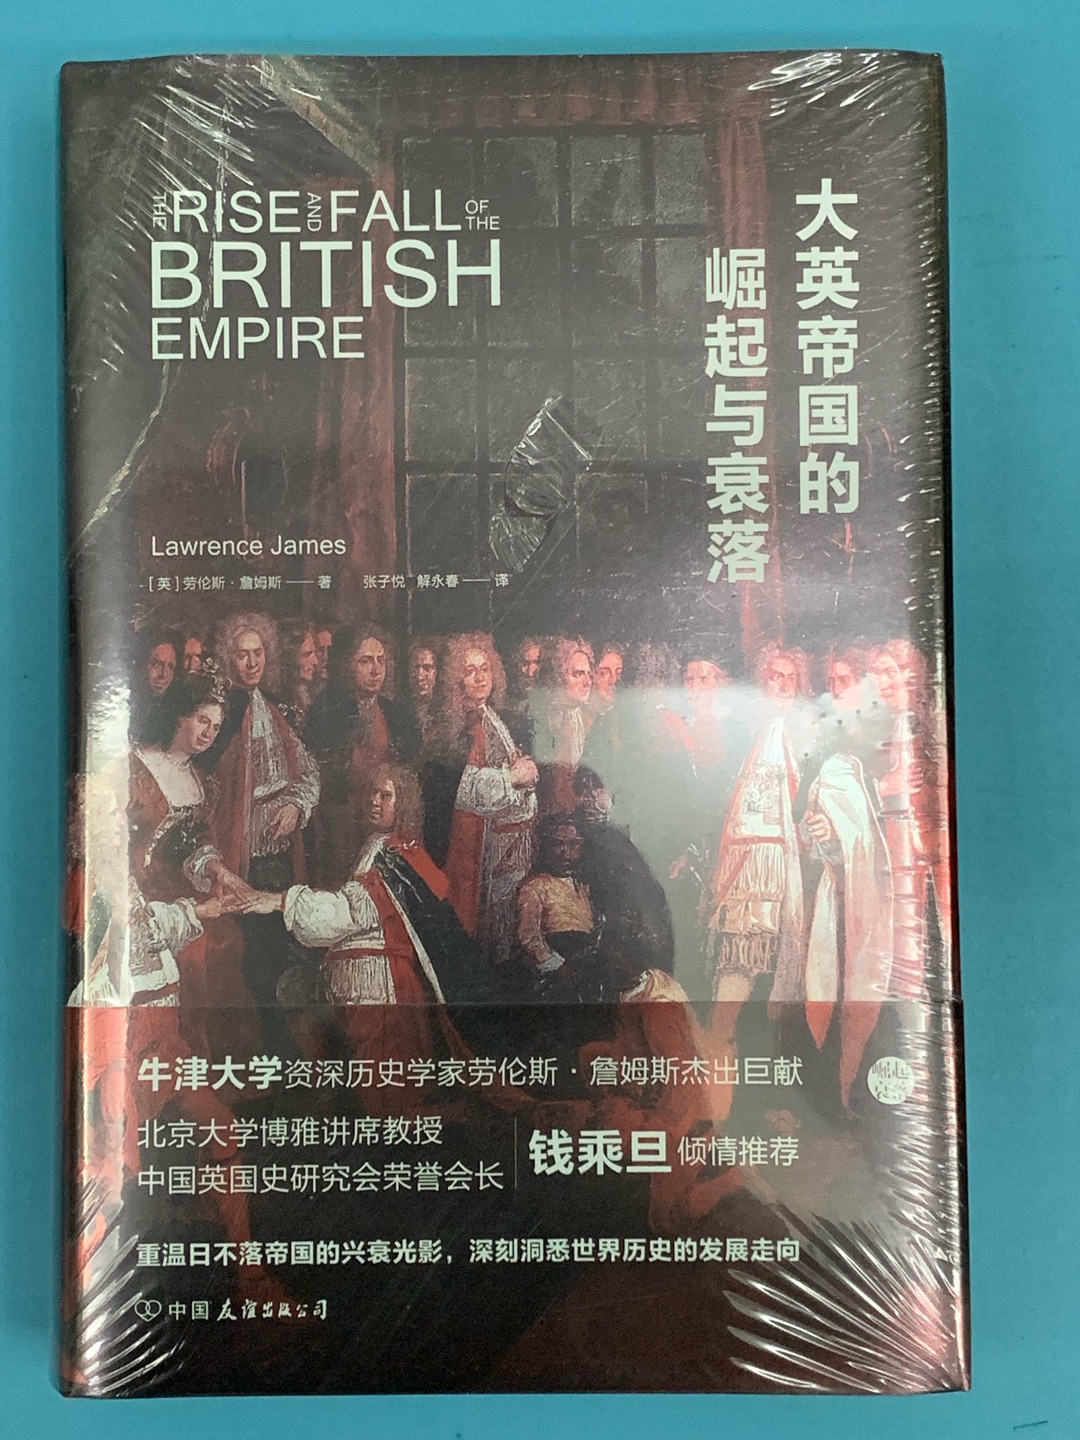 THE RISE AND FALL OF THE
BRITISH
EMPIRE
大英帝国的
崛起与衰落
Lawrence James
[英]劳伦斯·詹姆斯——著 张子悦 解永春——译
牛津大学资深历史学家劳伦斯·詹姆斯杰出巨献
北京大学博雅讲席教授
中国英国史研究会荣誉会长
钱乘旦倾情推荐
重温日不落帝国的兴衰光影，深刻洞悉世界历史的发展走向
中国友谊出版公司
崛起